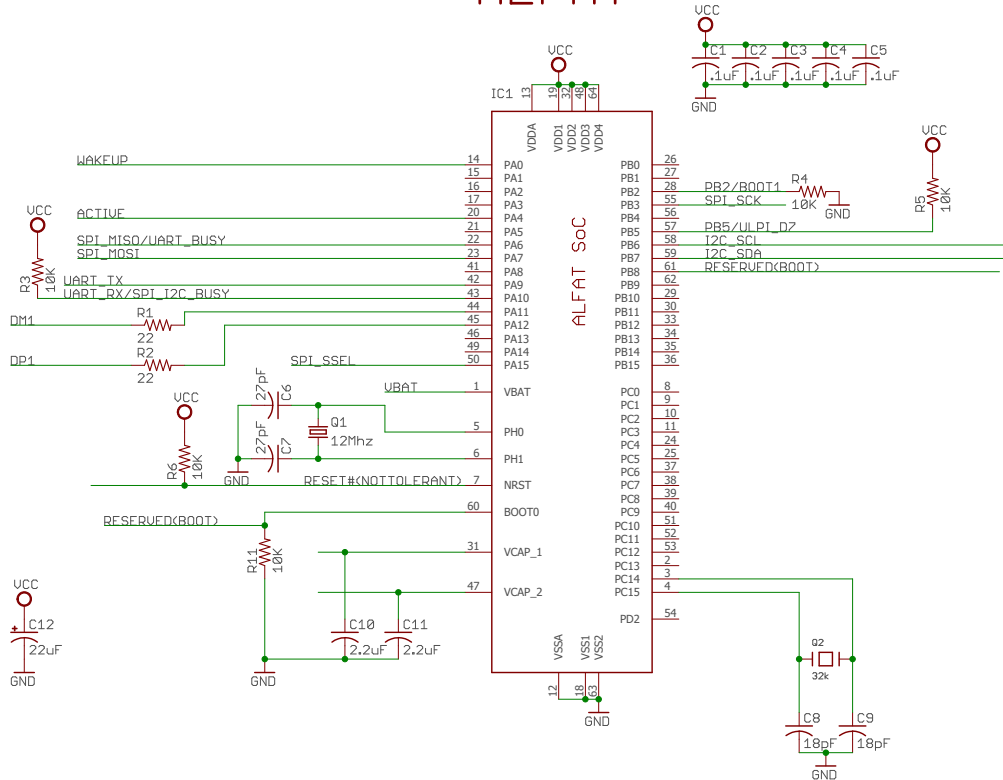 VCC
C1 C2 C3 C4 C5
.1uF .1uF .1uF .1uF .1uF
GND
VCC
IC1
13 19 32 48 64
VDDA VDD1 VDD2 VDD3 VDD4
ALFAT SoC
WAKEUP 14 PA0
15 PA1
16 PA2
17 PA3
ACTIVE 20 PA4
21 PA5
SPI_MISO/UART_BUSY 22 PA6
SPI_MOSI 23 PA7
41 PA8
UART_TX 42 PA9
UART_RX/SPI_I2C_BUSY 43 PA10
44 PA11
45 PA12
46 PA13
49 PA14
SPI_SSEL 50 PA15
VBAT 1 VBAT
5 PH0
6 PH1
RESET#(NOTTOLERANT) 7 NRST
60 BOOT0
31 VCAP_1
47 VCAP_2
VCC
R3
10K
DM1
R1
22
DP1
R2
22
VCC
R6
10K
27pF C6
27pF C7
GND
Q1
12Mhz
RESERVED(BOOT)
R11
10K
GND
C10
2.2uF
C11
2.2uF
VCC
C12
22uF
GND
PB0 26
PB1 27
PB2 28 PB2/BOOT1
PB3 55 SPI_SCK
PB4 56
PB5 57 PB5/ULPI_D7
PB6 58 I2C_SCL
PB7 59 I2C_SDA
PB8 61 RESERVED(BOOT)
PB9 62
PB10 29
PB11 30
PB12 33
PB13 34
PB14 35
PB15 36
PC0 8
PC1 9
PC2 10
PC3 11
PC4 24
PC5 25
PC6 37
PC7 38
PC8 39
PC9 40
PC10 51
PC11 52
PC12 53
PC13 2
PC14 3
PC15 4
PD2 54
R4
10K
GND
VCC
R5
10K
VSSA VSS1 VSS2
12 18 63
GND
Q2
32k
C8
18pF
C9
18pF
GND